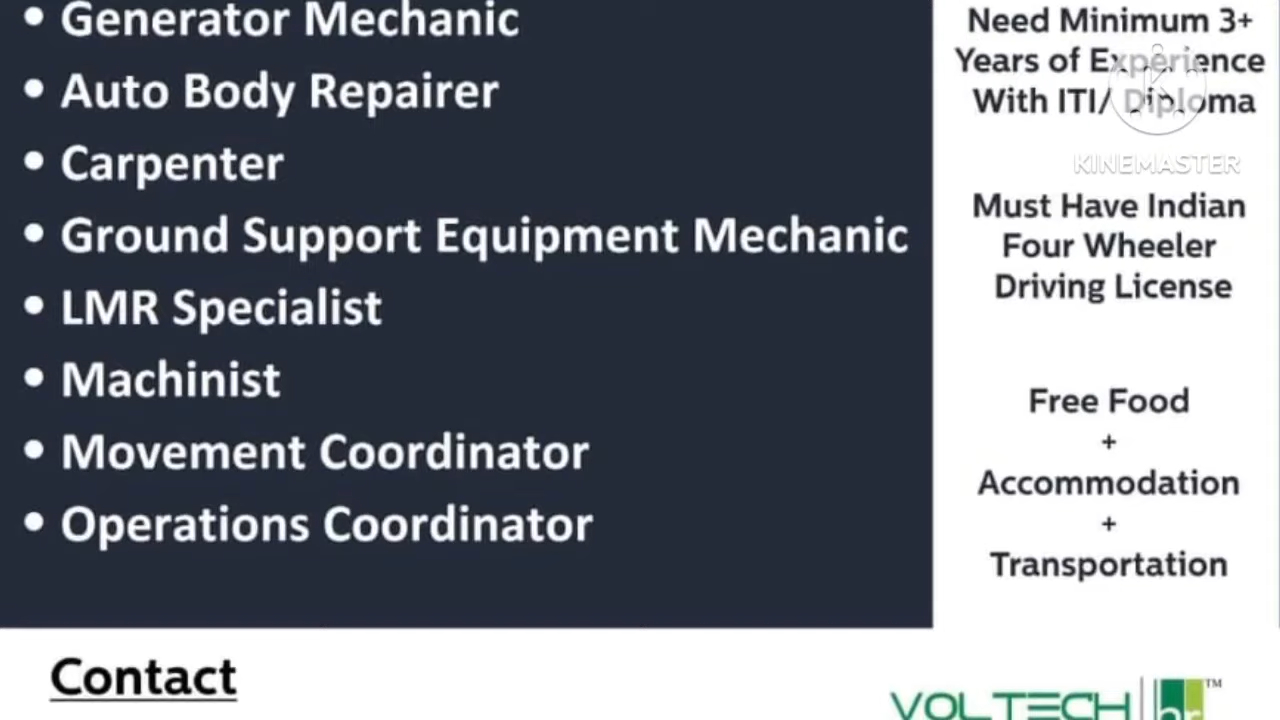 • Generator Mechanic
• Auto Body Repairer
• Carpenter
• Ground Support Equipment Mechanic
• LMR Specialist
• Machinist
• Movement Coordinator
• Operations Coordinator
Need Minimum 3+
Years of Experience
With ITI/ Diploma
KINEMASTER
Must Have Indian
Four Wheeler
Driving License
Free Food
+
Accommodation
+
Transportation
Contact
VOLTECH hr™